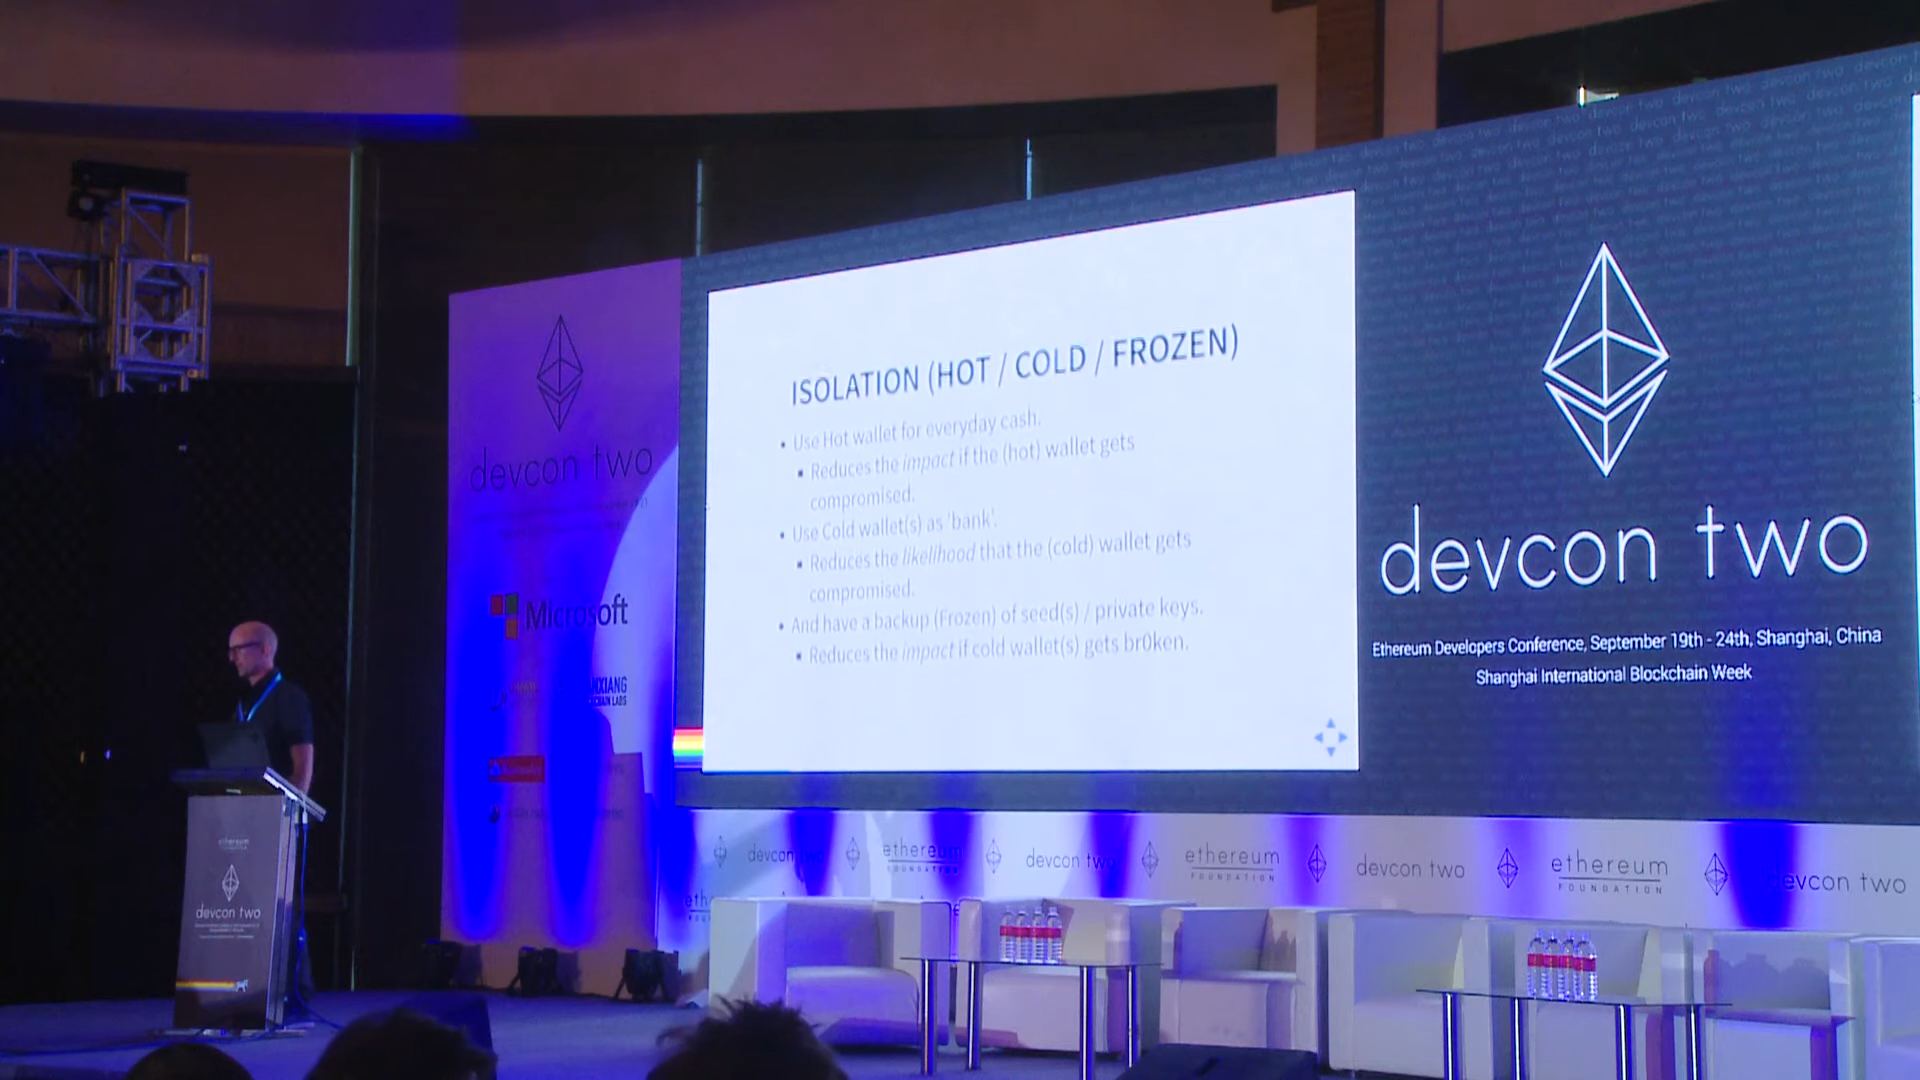 ISOLATION (HOT / COLD / FROZEN)
• Use Hot wallet for everyday cash.
▪ Reduces the impact if the (hot) wallet gets
compromised.
• Use Cold wallet(s) as 'bank'.
▪ Reduces the likelihood that the (cold) wallet gets
compromised.
• And have a backup (Frozen) of seed(s) / private keys.
▪ Reduces the impact if cold wallet(s) gets br0ken.
devcon two
Ethereum Developers Conference, September 19th - 24th, Shanghai, China
Shanghai International Blockchain Week
devcon two
Microsoft
devcon two
ethereum
FOUNDATION
devcon two
ethereum
FOUNDATION
devcon two
ethereum
FOUNDATION
devcon two
ethereum
devcon two